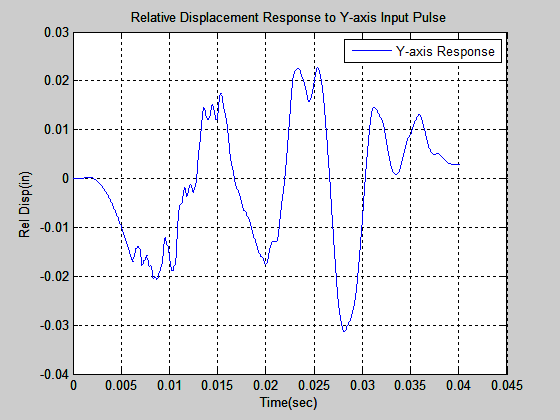 Relative Displacement Response to Y-axis Input Pulse
Y-axis Response
Rel Disp(in)
0.03
0.02
0.01
0
-0.01
-0.02
-0.03
-0.04
0 0.005 0.01 0.015 0.02 0.025 0.03 0.035 0.04 0.045
Time(sec)